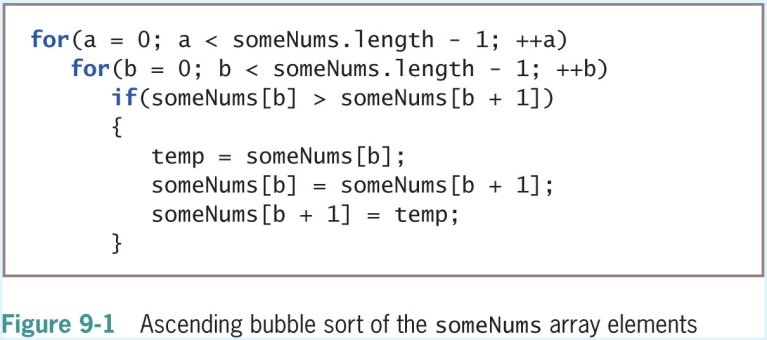 for(a = 0; a < someNums.length - 1; ++a)
for(b = 0; b < someNums.length - 1; ++b)
if(someNums[b] > someNums[b + 1])
{
temp = someNums[b];
someNums[b] = someNums[b + 1];
someNums[b + 1] = temp;
}
Figure 9-1 Ascending bubble sort of the someNums array elements